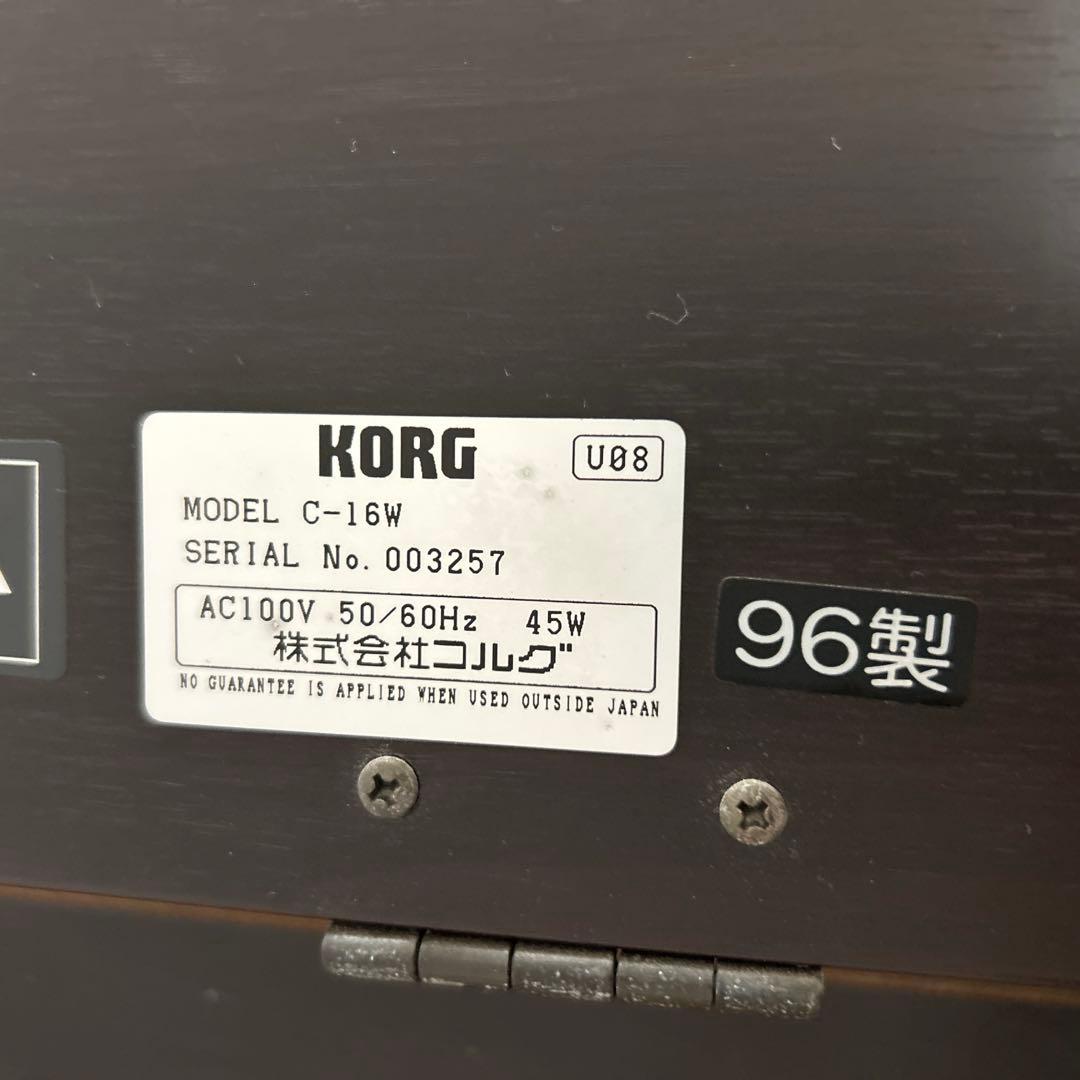 KORG
U08
MODEL C-16W
SERIAL No. 003257
AC100V 50/60Hz 45W
株式会社コルグ
NO GUARANTEE IS APPLIED WHEN USED OUTSIDE JAPAN
96製